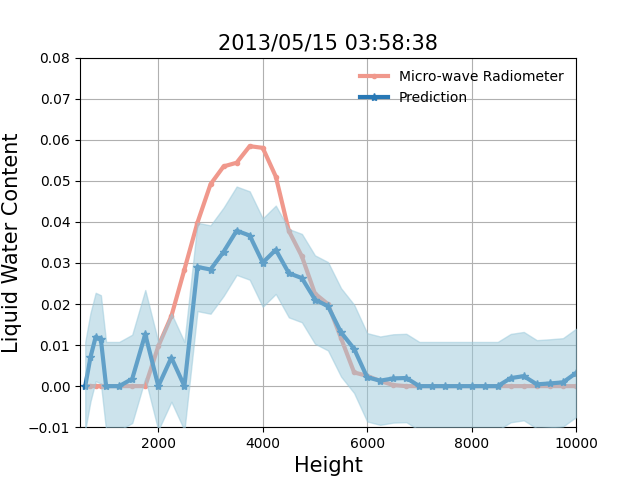 2013/05/15 03:58:38
Micro-wave Radiometer
Prediction
Liquid Water Content
0.08
0.07
0.06
0.05
0.04
0.03
0.02
0.01
0.00
−0.01
2000 4000 6000 8000 10000
Height